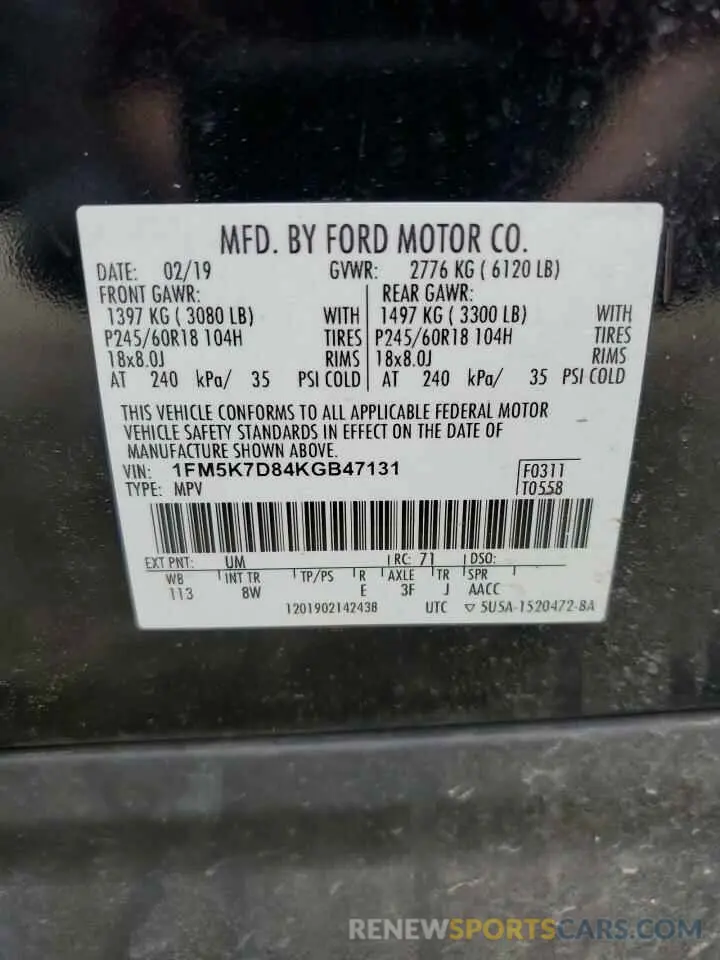 MFD. BY FORD MOTOR CO.
DATE: 02/19 GVWR: 2776 KG ( 6120 LB)
FRONT GAWR: REAR GAWR:
1397 KG ( 3080 LB) WITH 1497 KG ( 3300 LB) WITH
P245/60R18 104H TIRES P245/60R18 104H TIRES
18x8.0J RIMS 18x8.0J RIMS
AT 240 kPa/ 35 PSI COLD AT 240 kPa/ 35 PSI COLD
THIS VEHICLE CONFORMS TO ALL APPLICABLE FEDERAL MOTOR
VEHICLE SAFETY STANDARDS IN EFFECT ON THE DATE OF
MANUFACTURE SHOWN ABOVE.
VIN: 1FM5K7D84KGB47131 F0311
TYPE: MPV T0558
EXT PNT: UM RC: 71 DSO:
WB INT TR TP/PS R AXLE TR SPR
113 8W E 3F J AACC
1201902142438 UTC ▽ 5U5A-1520472-BA
RENEWSPORTSCARS.COM